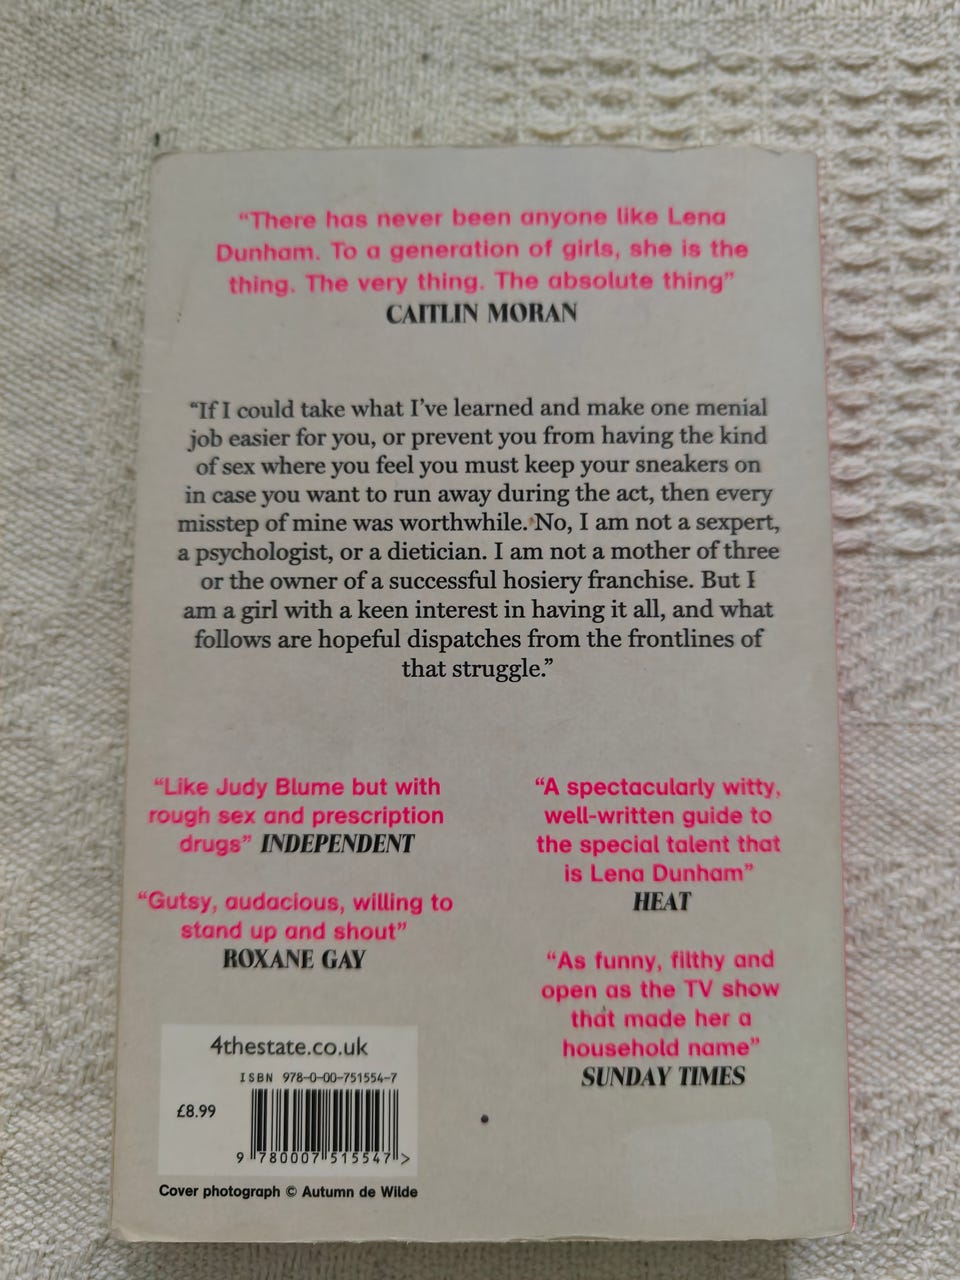 “There has never been anyone like Lena
Dunham. To a generation of girls, she is the
thing. The very thing. The absolute thing”
CAITLIN MORAN
“If I could take what I’ve learned and make one menial
job easier for you, or prevent you from having the kind
of sex where you feel you must keep your sneakers on
in case you want to run away during the act, then every
misstep of mine was worthwhile. No, I am not a sexpert,
a psychologist, or a dietician. I am not a mother of three
or the owner of a successful hosiery franchise. But I
am a girl with a keen interest in having it all, and what
follows are hopeful dispatches from the frontlines of
that struggle.”
“Like Judy Blume but with
rough sex and prescription
drugs” INDEPENDENT
“Gutsy, audacious, willing to
stand up and shout”
ROXANE GAY
“A spectacularly witty,
well-written guide to
the special talent that
is Lena Dunham”
HEAT
“As funny, filthy and
open as the TV show
that made her a
household name”
SUNDAY TIMES
4thestate.co.uk
ISBN 978-0-00-751554-7
£8.99
9 780007 515547 >
Cover photograph © Autumn de Wilde